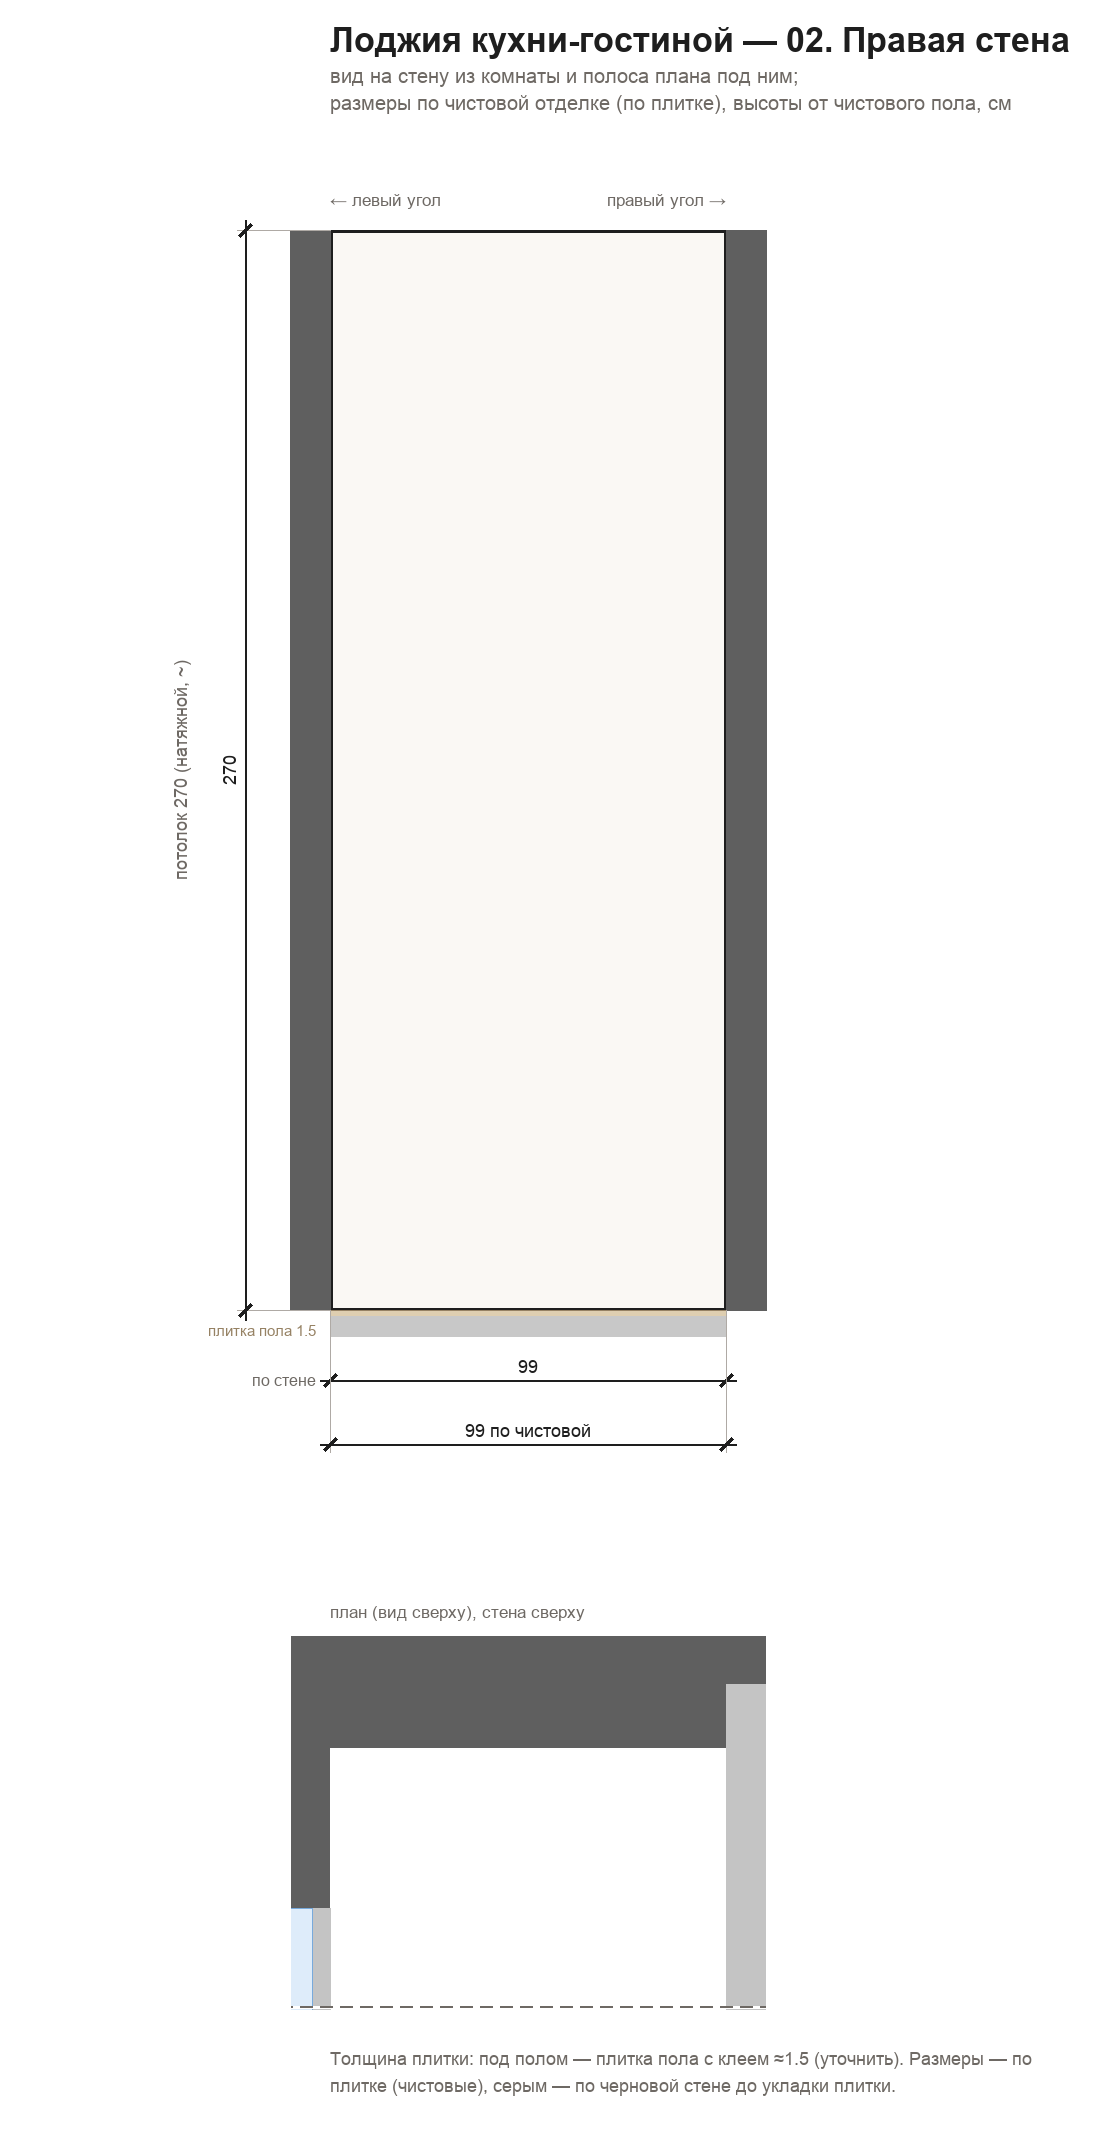 Лоджия кухни-гостиной — 02. Правая стена
вид на стену из комнаты и полоса плана под ним;
размеры по чистовой отделке (по плитке), высоты от чистового пола, см
← левый угол
правый угол →
потолок 270 (натяжной, ~)
270
плитка пола 1.5
99
по стене
99 по чистовой
план (вид сверху), стена сверху
Толщина плитки: под полом — плитка пола с клеем ≈1.5 (уточнить). Размеры — по
плитке (чистовые), серым — по черновой стене до укладки плитки.